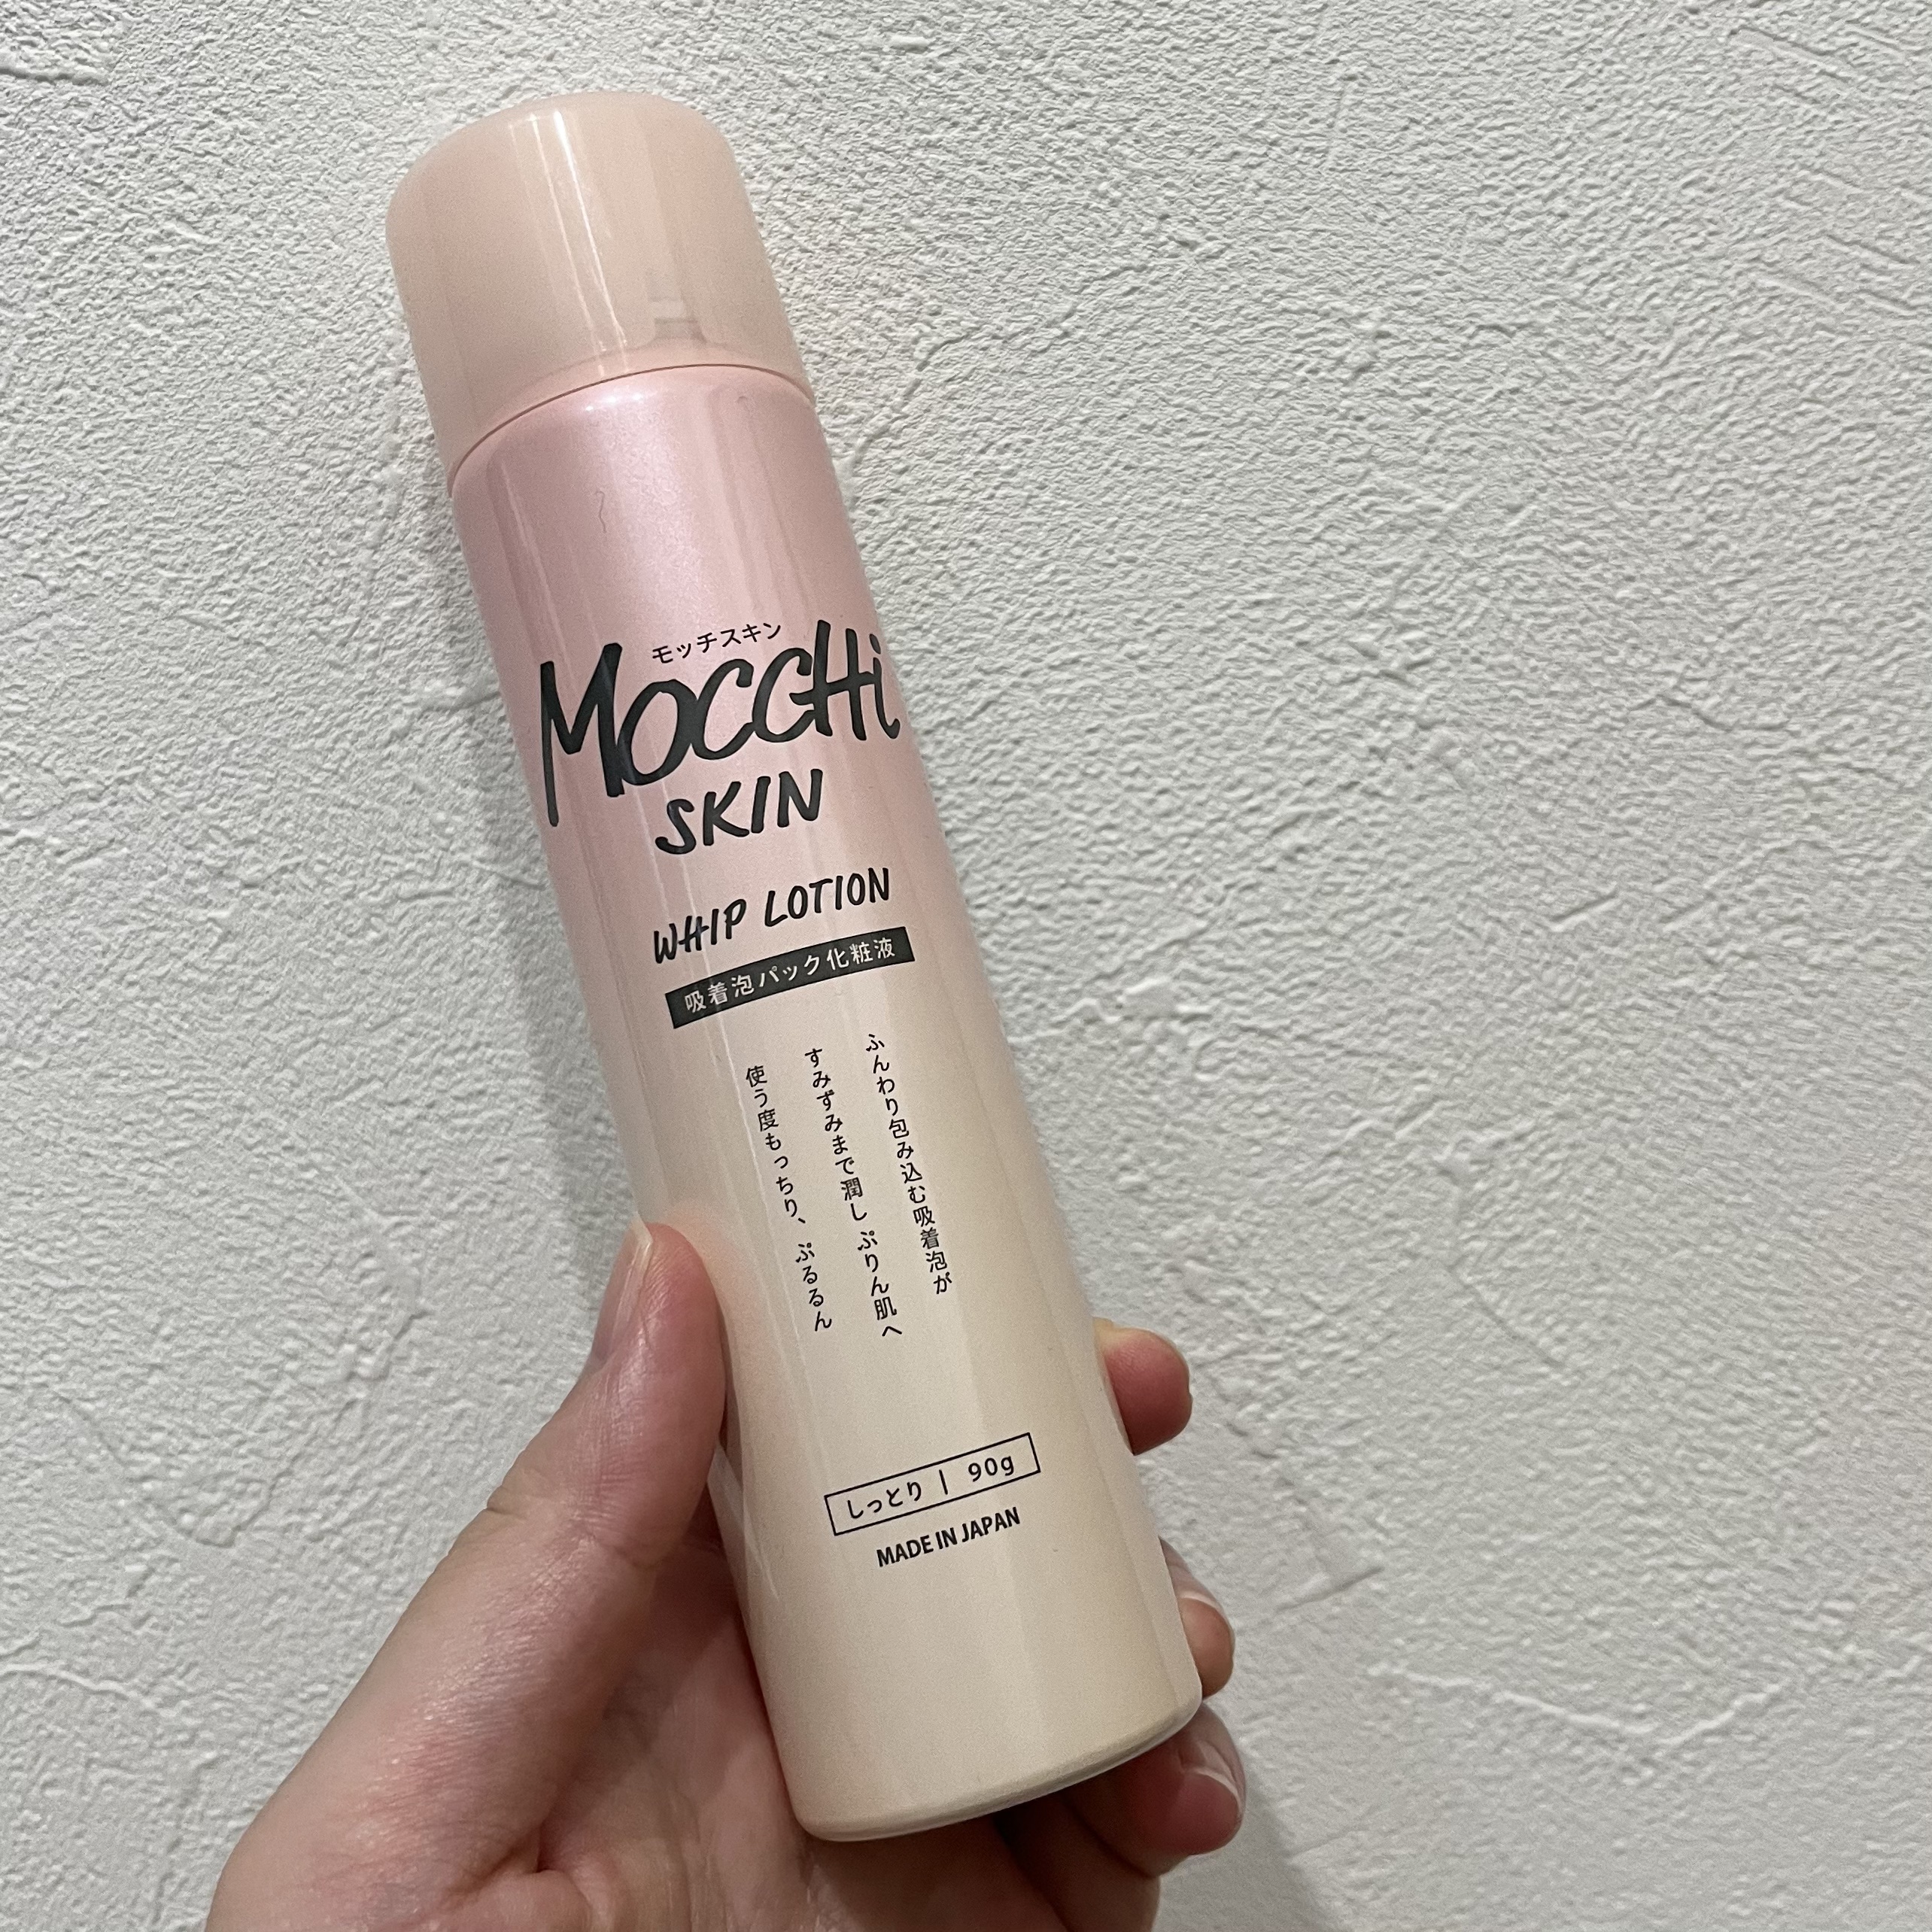 モッチスキン
MOCCHi
SKIN
WHIP LOTION
吸着泡パック化粧液
ふんわり包み込む吸着泡が
すみずみまで潤し ぷりん肌へ
使う度もっちり、ぷるるん
しっとり | 90g
MADE IN JAPAN